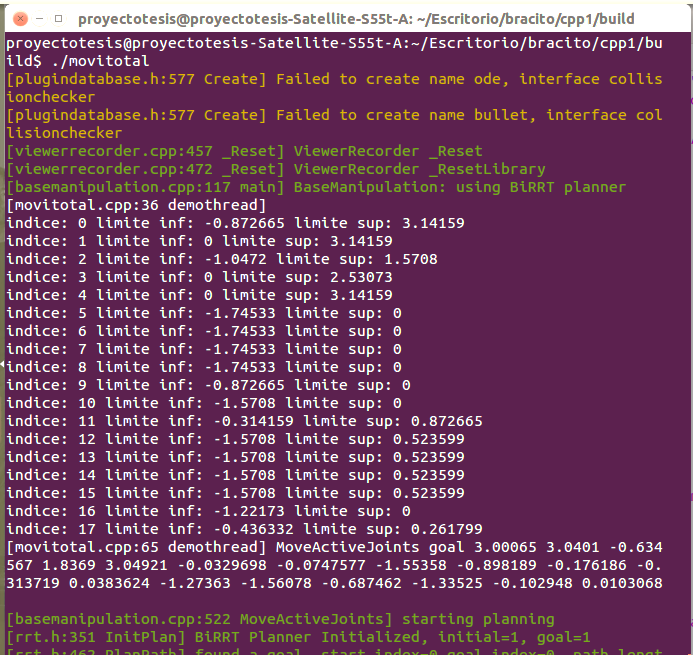 proyectotesis@proyectotesis-Satellite-S55t-A: ~/Escritorio/bracito/cpp1/build
proyectotesis@proyectotesis-Satellite-S55t-A:~/Escritorio/bracito/cpp1/bu
ild$ ./movitotal
[plugindatabase.h:577 Create] Failed to create name ode, interface collis
ionchecker
[plugindatabase.h:577 Create] Failed to create name bullet, interface col
lisionchecker
[viewerrecorder.cpp:457 _Reset] ViewerRecorder _Reset
[viewerrecorder.cpp:472 _Reset] ViewerRecorder _ResetLibrary
[basemanipulation.cpp:117 main] BaseManipulation: using BiRRT planner
[movitotal.cpp:36 demothread]
indice: 0 limite inf: -0.872665 limite sup: 3.14159
indice: 1 limite inf: 0 limite sup: 3.14159
indice: 2 limite inf: -1.0472 limite sup: 1.5708
indice: 3 limite inf: 0 limite sup: 2.53073
indice: 4 limite inf: 0 limite sup: 3.14159
indice: 5 limite inf: -1.74533 limite sup: 0
indice: 6 limite inf: -1.74533 limite sup: 0
indice: 7 limite inf: -1.74533 limite sup: 0
indice: 8 limite inf: -1.74533 limite sup: 0
indice: 9 limite inf: -0.872665 limite sup: 0
indice: 10 limite inf: -1.5708 limite sup: 0
indice: 11 limite inf: -0.314159 limite sup: 0.872665
indice: 12 limite inf: -1.5708 limite sup: 0.523599
indice: 13 limite inf: -1.5708 limite sup: 0.523599
indice: 14 limite inf: -1.5708 limite sup: 0.523599
indice: 15 limite inf: -1.5708 limite sup: 0.523599
indice: 16 limite inf: -1.22173 limite sup: 0
indice: 17 limite inf: -0.436332 limite sup: 0.261799
[movitotal.cpp:65 demothread] MoveActiveJoints goal 3.00065 3.0401 -0.634
567 1.8369 3.04921 -0.0329698 -0.0747577 -1.55358 -0.898189 -0.176186 -0.
313719 0.0383624 -1.27363 -1.56078 -0.687462 -1.33525 -0.102948 0.0103068
[basemanipulation.cpp:522 MoveActiveJoints] starting planning
[rrt.h:351 InitPlan] BiRRT Planner Initialized, initial=1, goal=1
[rrt.h:462 PlanPath] found a goal, start index=0 goal index=0, path lengt